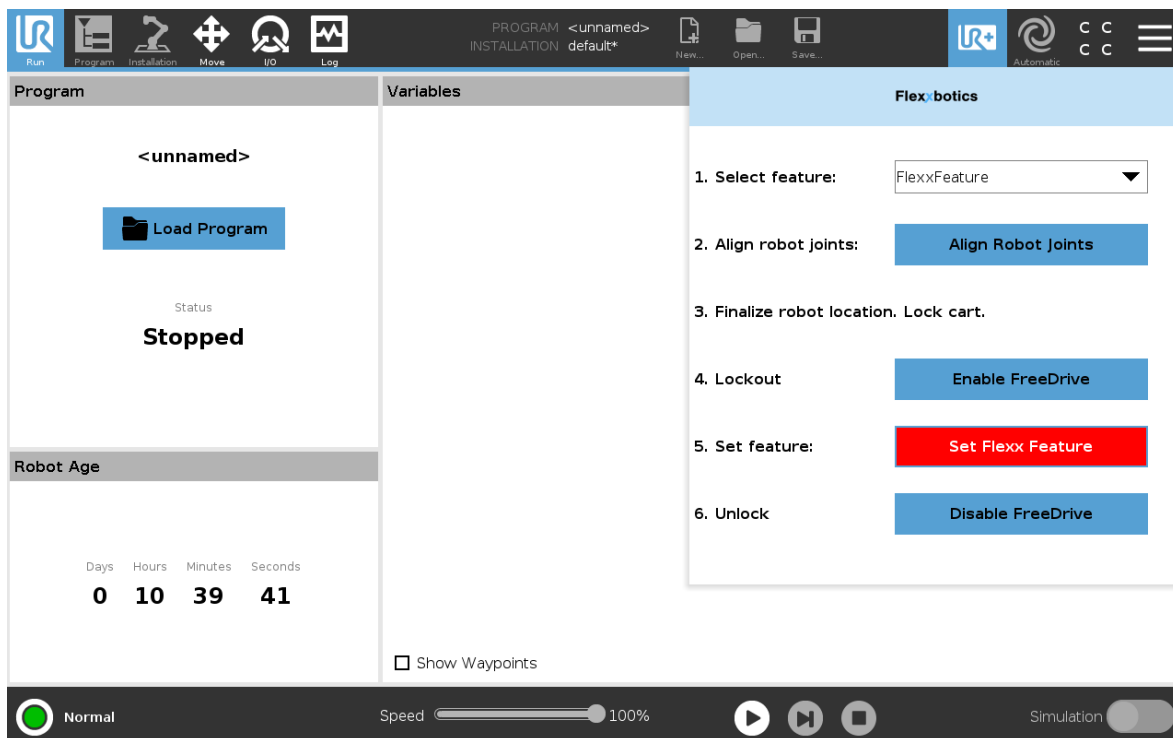 UR
UR+
PROGRAM <unnamed>
INSTALLATION default*
C C
C C
Run
Program
Installation
Move
I/O
Log
New...
Open...
Save...
Automatic
Program
<unnamed>
Load Program
Status
Stopped
Robot Age
Days Hours Minutes Seconds
0 10 39 41
Variables
Show Waypoints
Flexxbotics
1. Select feature: FlexxFeature
2. Align robot joints: Align Robot Joints
3. Finalize robot location. Lock cart.
4. Lockout Enable FreeDrive
5. Set feature: Set Flexx Feature
6. Unlock Disable FreeDrive
Normal
Speed 100%
Simulation